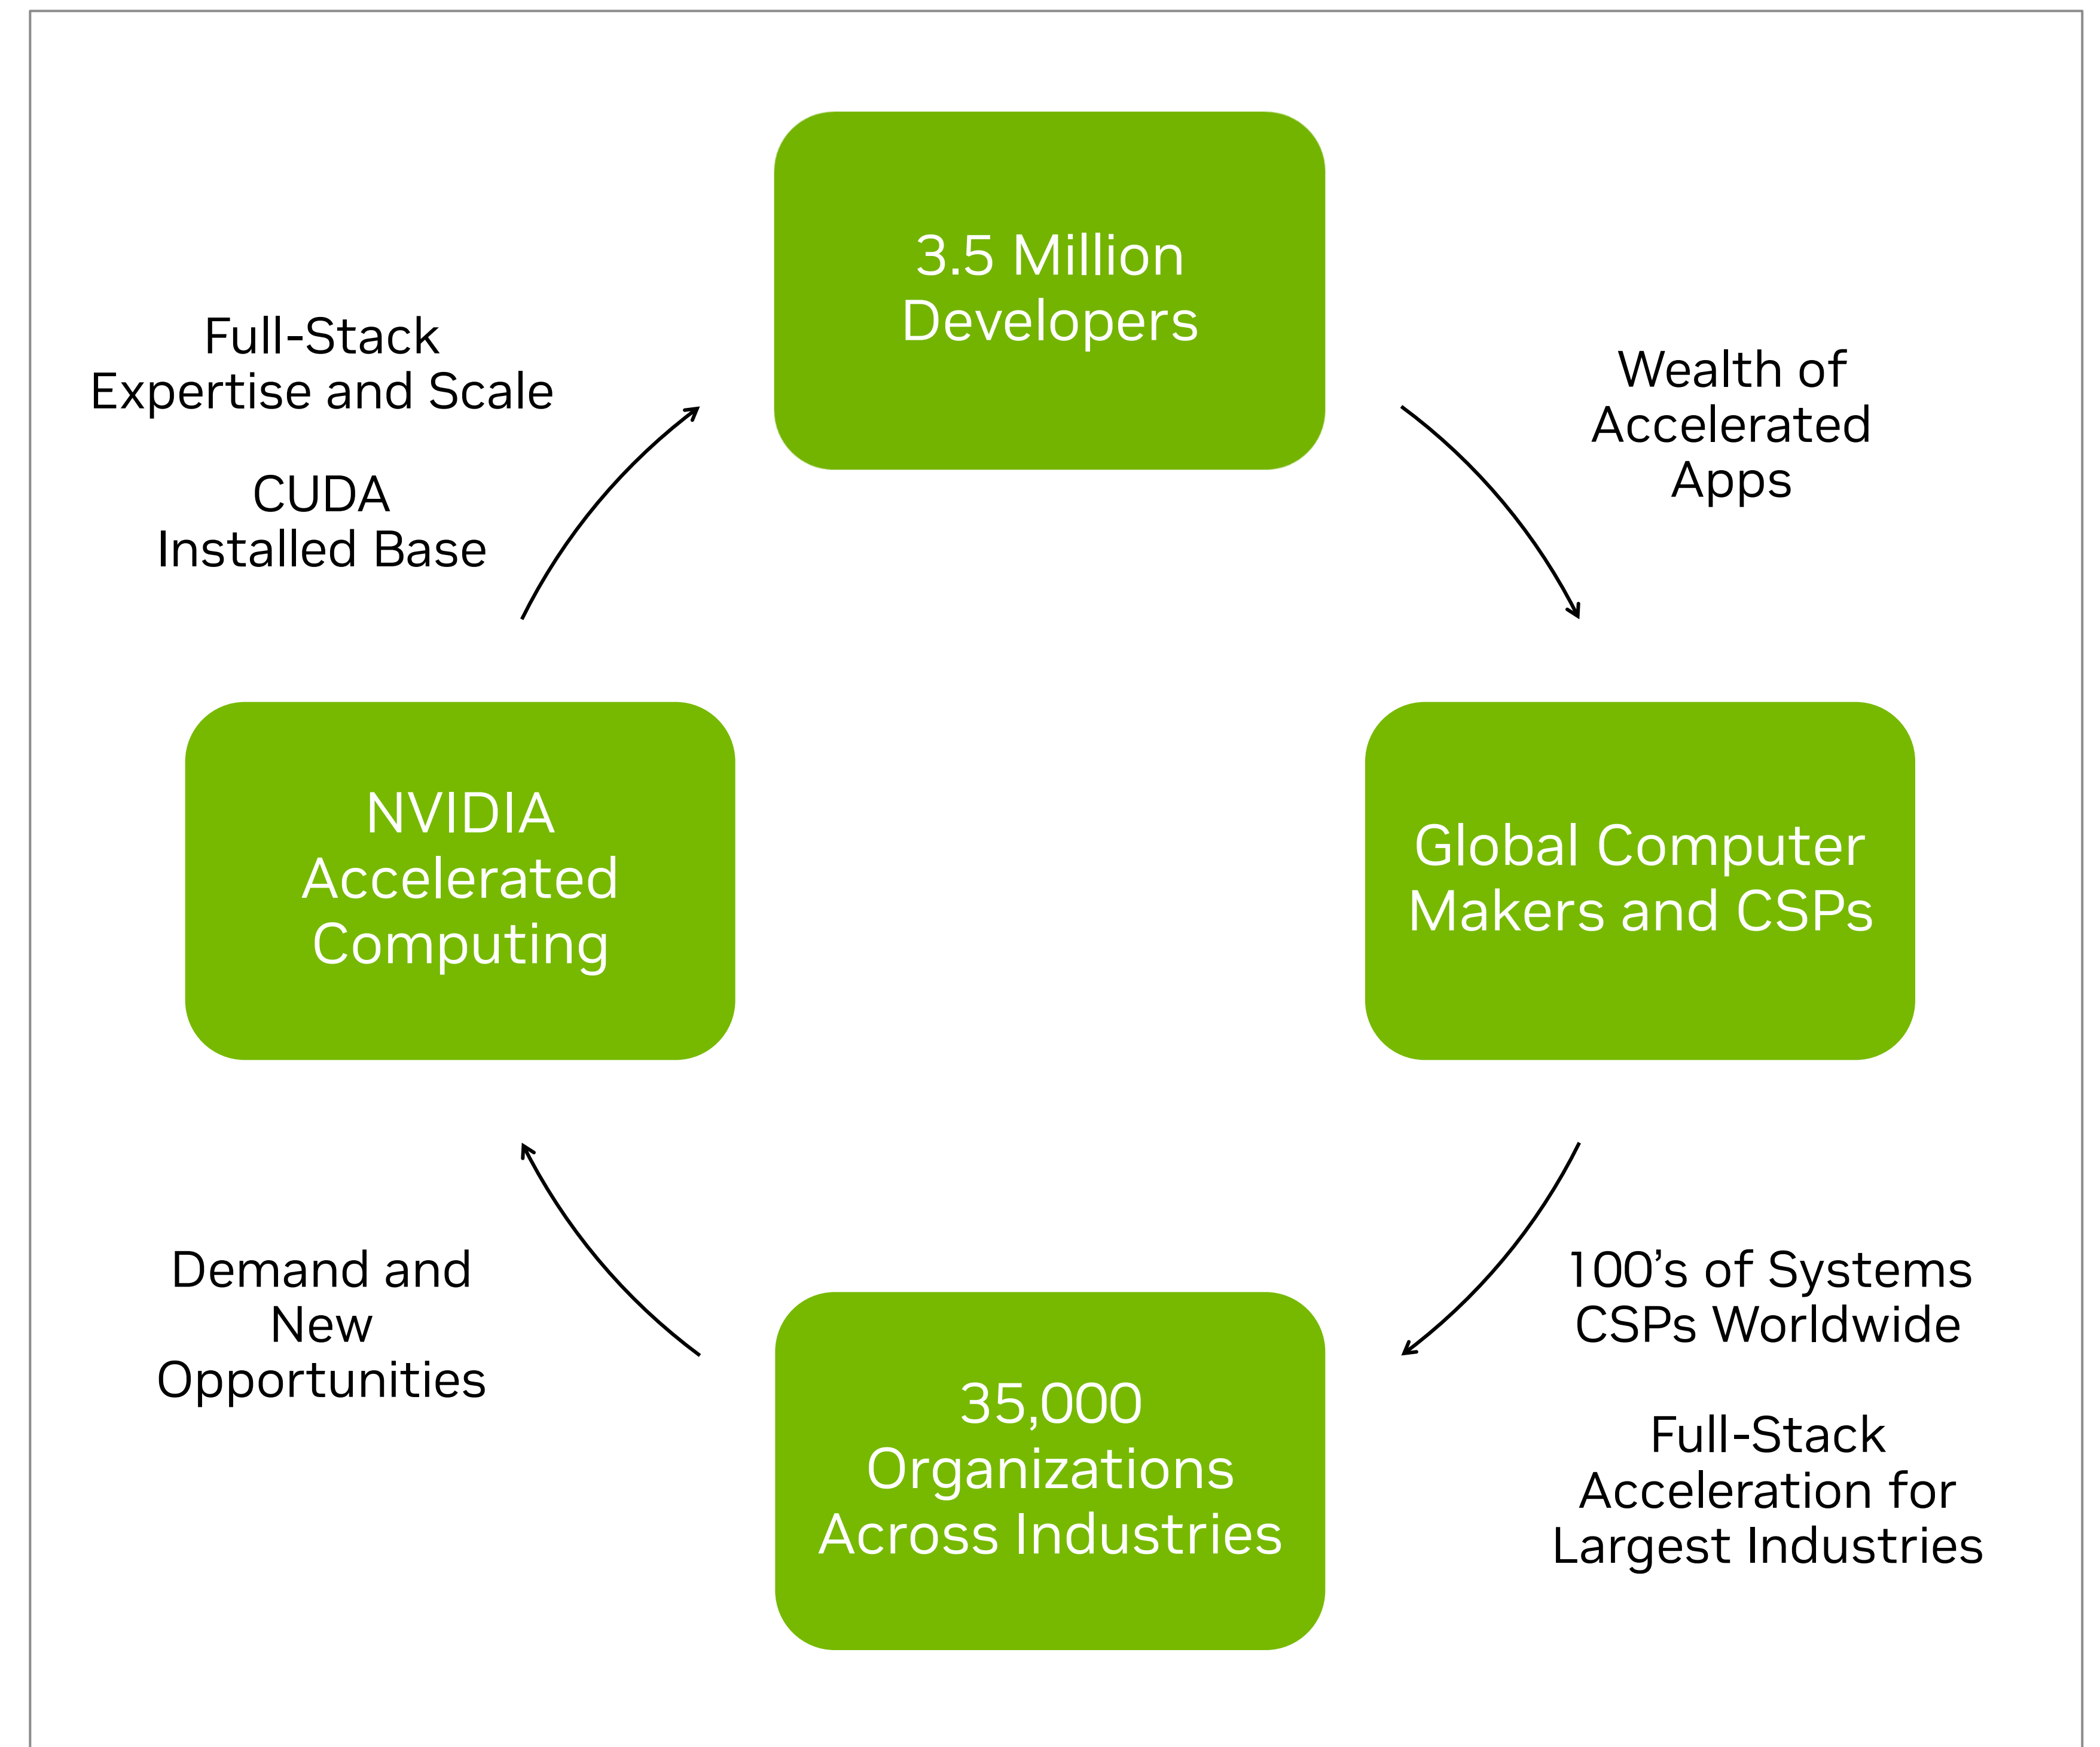 3.5 Million
Developers
Full-Stack
Expertise and Scale
CUDA
Installed Base
Wealth of
Accelerated
Apps
NVIDIA
Accelerated
Computing
Global Computer
Makers and CSPs
Demand and
New
Opportunities
100’s of Systems
CSPs Worldwide
Full-Stack
Acceleration for
Largest Industries
35,000
Organizations
Across Industries